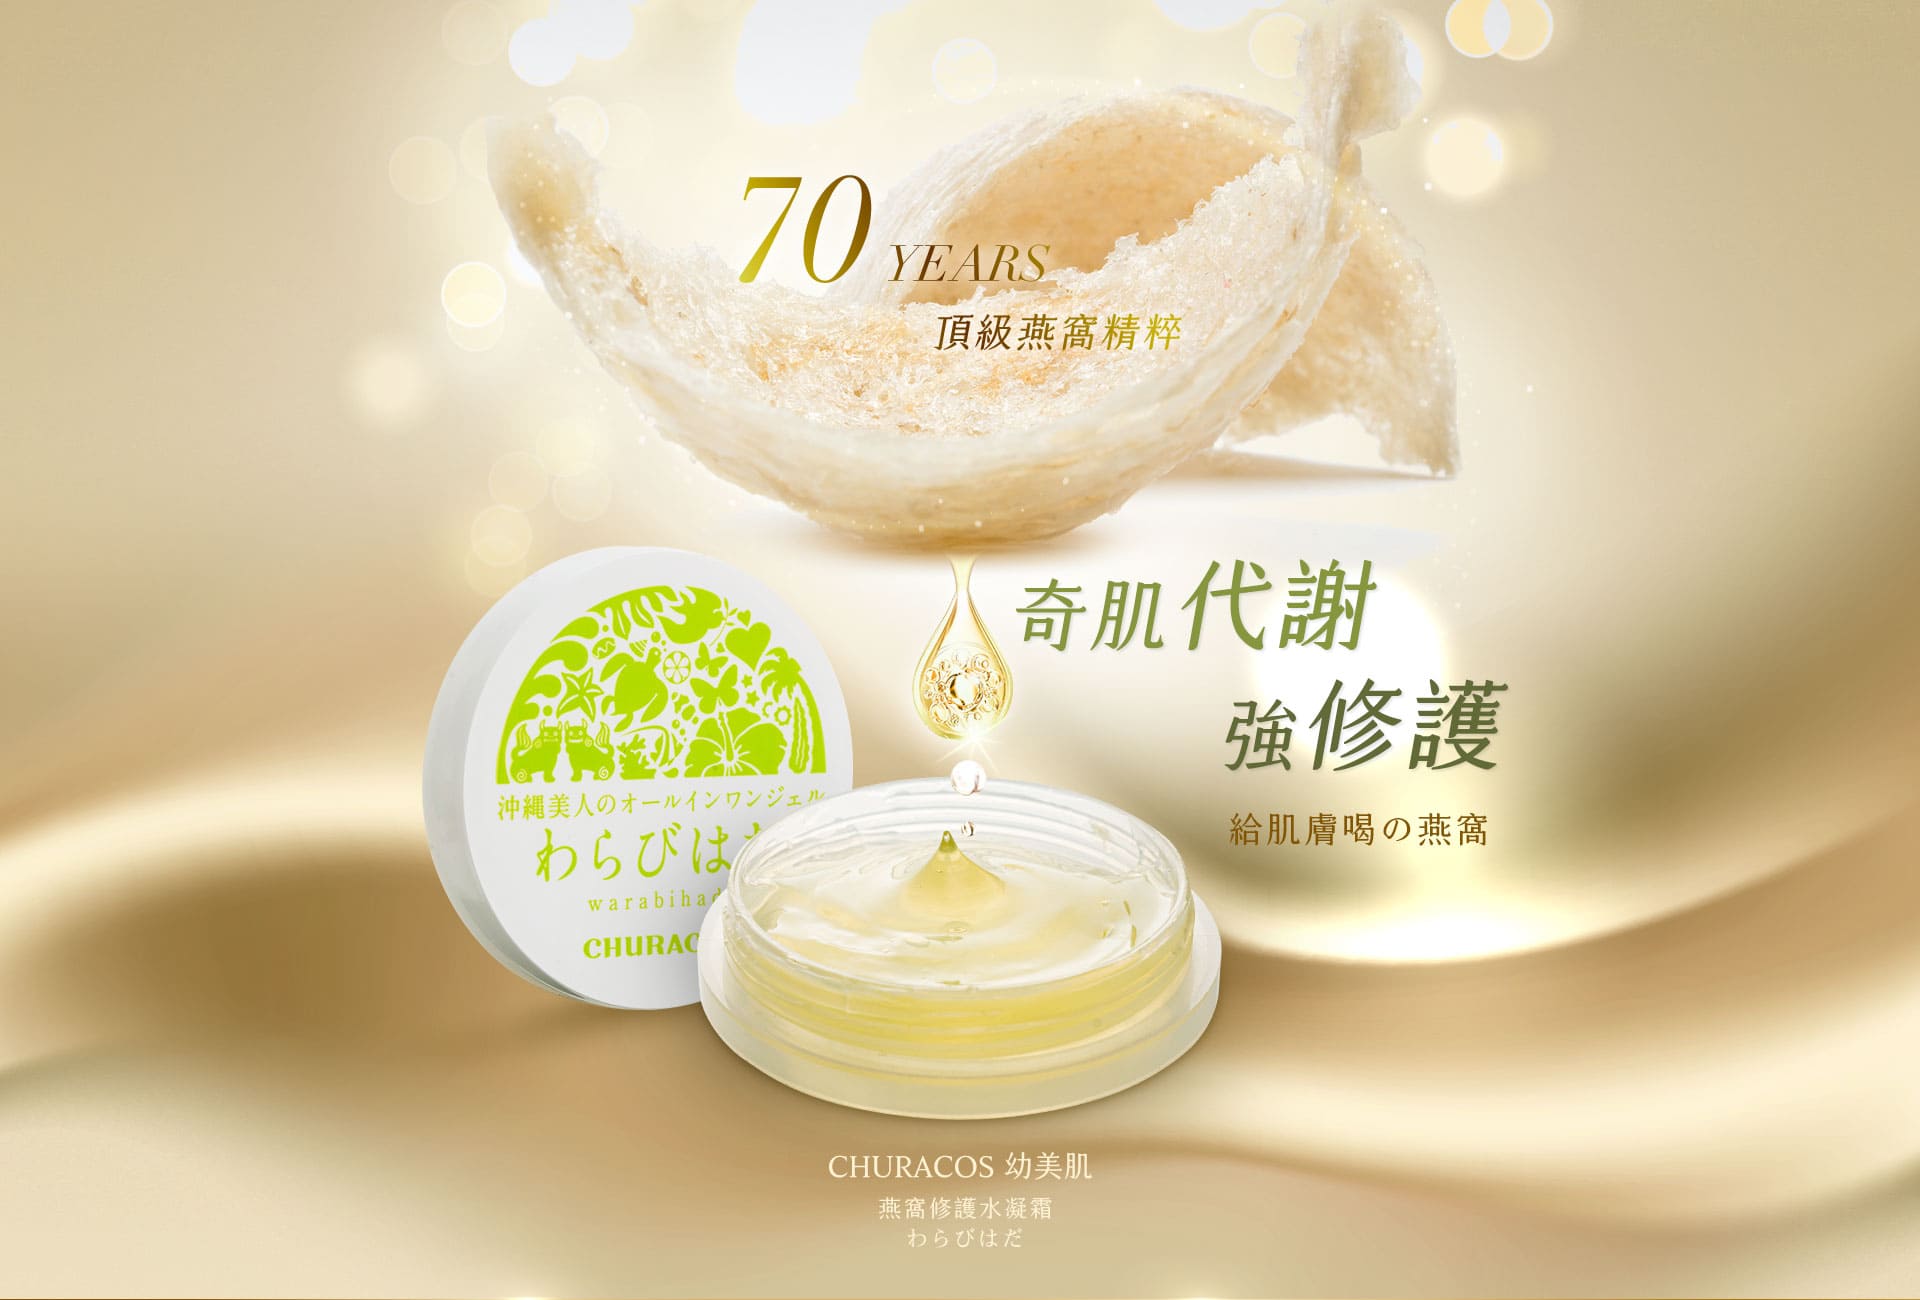 70 YEARS
頂級燕窩精粹
奇肌代謝
強修護
給肌膚喝の燕窩
沖縄美人のオールインワンジェル
わらびは
warabihad
CHURAC
CHURACOS 幼美肌
燕窩修護水凝霜
わらびはだ